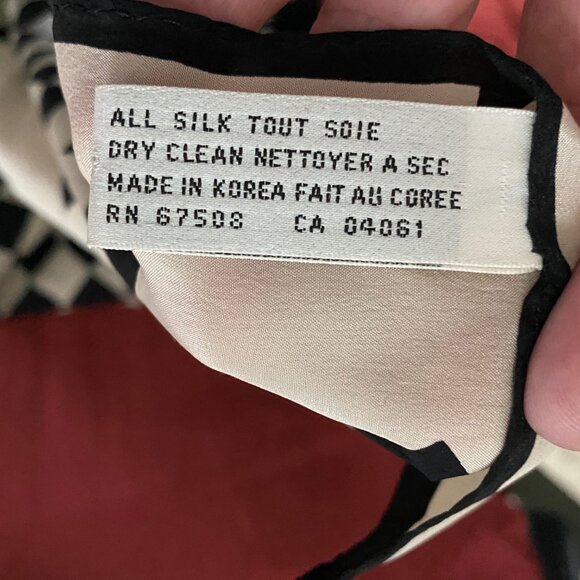 ALL SILK TOUT SOIE
DRY CLEAN NETTOYER A SEC
MADE IN KOREA FAIT AU COREE
RN 67508 CA 04061